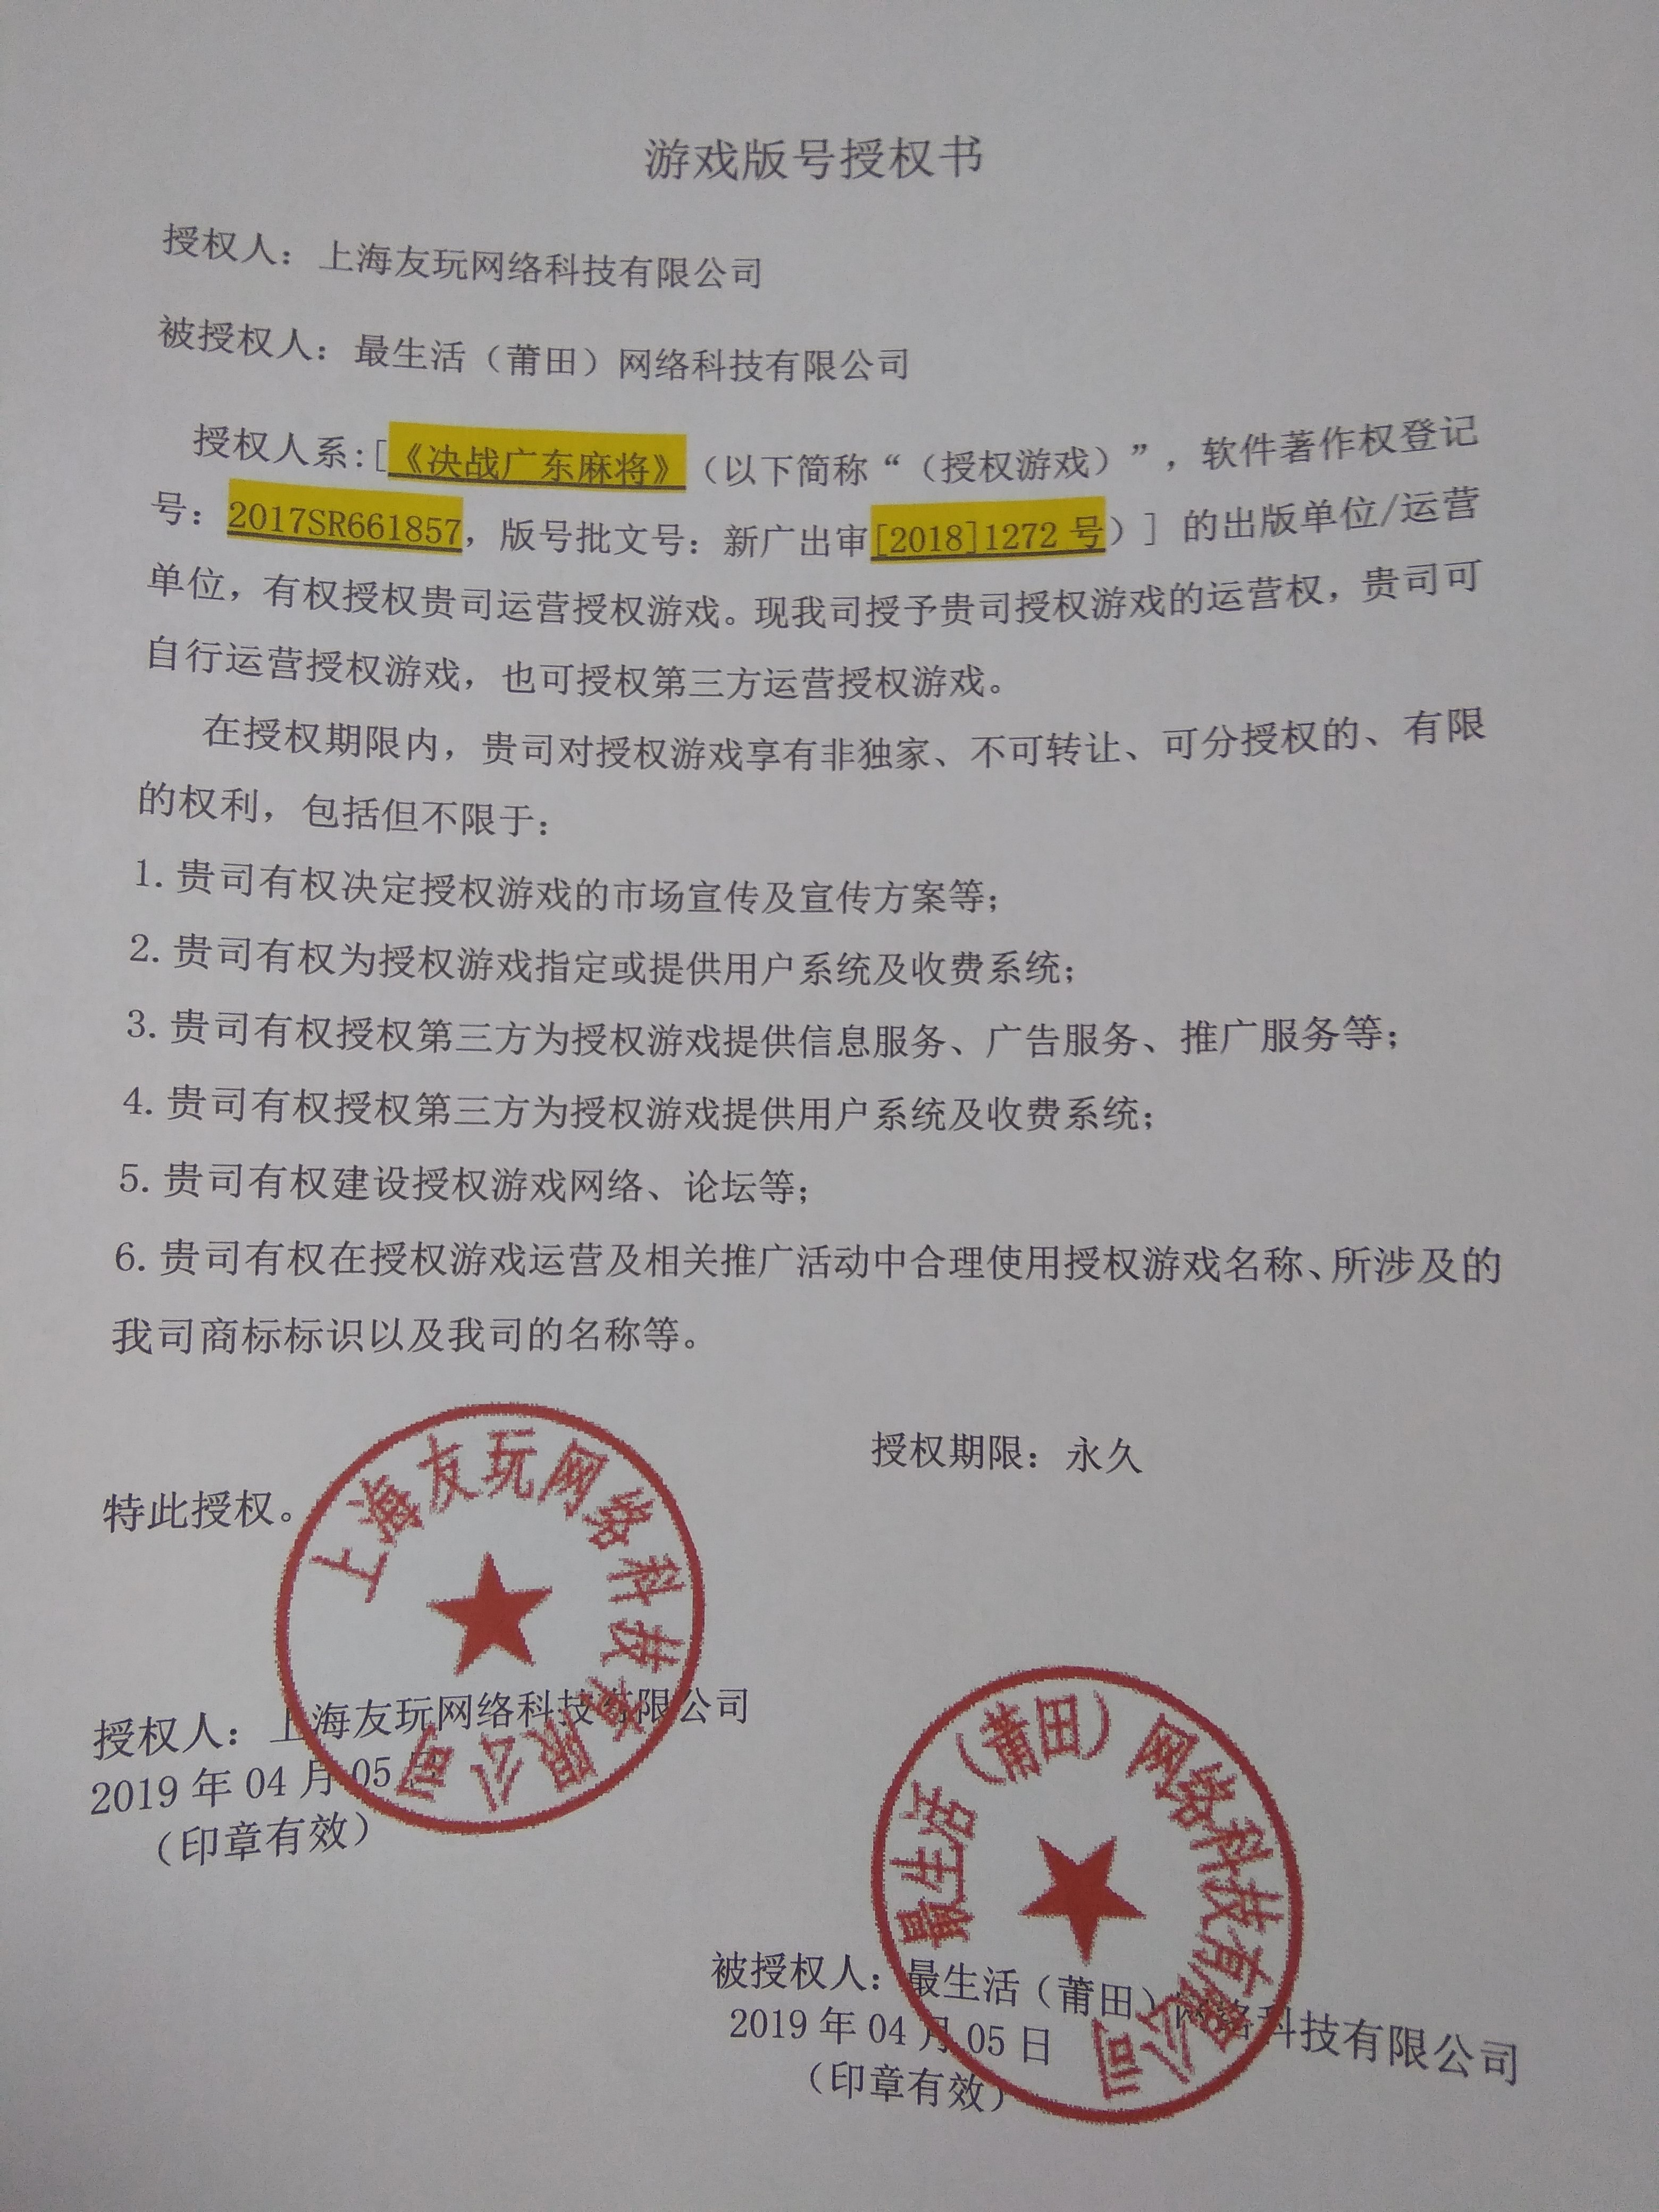 游戏版号授权书
授权人：上海友玩网络科技有限公司
被授权人：最生活（莆田）网络科技有限公司
授权人系:[《决战广东麻将》（以下简称“（授权游戏）”，软件著作权登记
号：2017SR661857，版号批文号：新广出审[2018]1272 号）] 的出版单位/运营
单位，有权授权贵司运营授权游戏。现我司授予贵司授权游戏的运营权，贵司可
自行运营授权游戏，也可授权第三方运营授权游戏。
在授权期限内，贵司对授权游戏享有非独家、不可转让、可分授权的、有限
的权利，包括但不限于：
1. 贵司有权决定授权游戏的市场宣传及宣传方案等；
2. 贵司有权为授权游戏指定或提供用户系统及收费系统；
3. 贵司有权授权第三方为授权游戏提供信息服务、广告服务、推广服务等；
4. 贵司有权授权第三方为授权游戏提供用户系统及收费系统；
5. 贵司有权建设授权游戏网络、论坛等；
6. 贵司有权在授权游戏运营及相关推广活动中合理使用授权游戏名称、所涉及的
我司商标标识以及我司的名称等。
授权期限：永久
特此授权。
上海友玩网络科技有限公司
授权人：上海友玩网络科技有限公司
2019 年 04 月 05 日
（印章有效）
最生活（莆田）网络科技有限公司
被授权人：最生活（莆田）网络科技有限公司
2019 年 04 月 05 日
（印章有效）